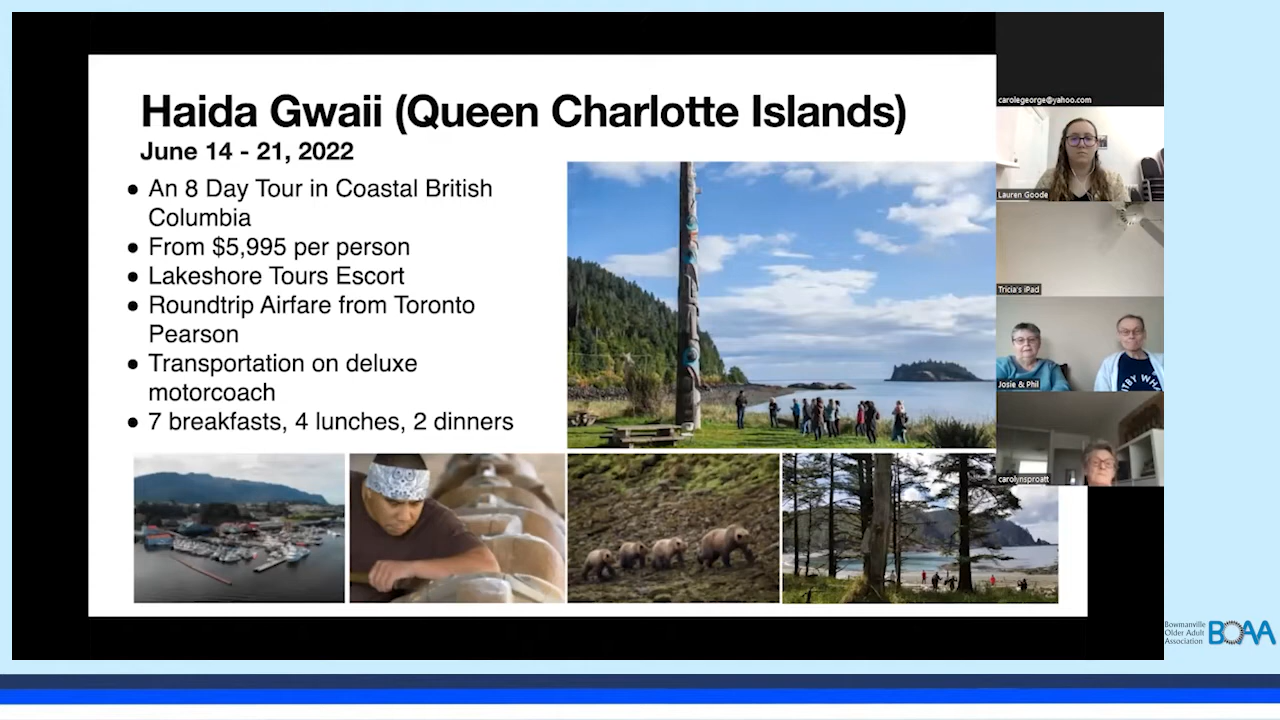 Haida Gwaii (Queen Charlotte Islands)
June 14 - 21, 2022
● An 8 Day Tour in Coastal British
Columbia
● From $5,995 per person
● Lakeshore Tours Escort
● Roundtrip Airfare from Toronto
Pearson
● Transportation on deluxe
motorcoach
● 7 breakfasts, 4 lunches, 2 dinners
carolegeorge@yahoo.com
Lauren Goode
Tricia's iPad
Josie & Phil
carolynsproatt
Bowmanville
Older Adult
Association
BOAA